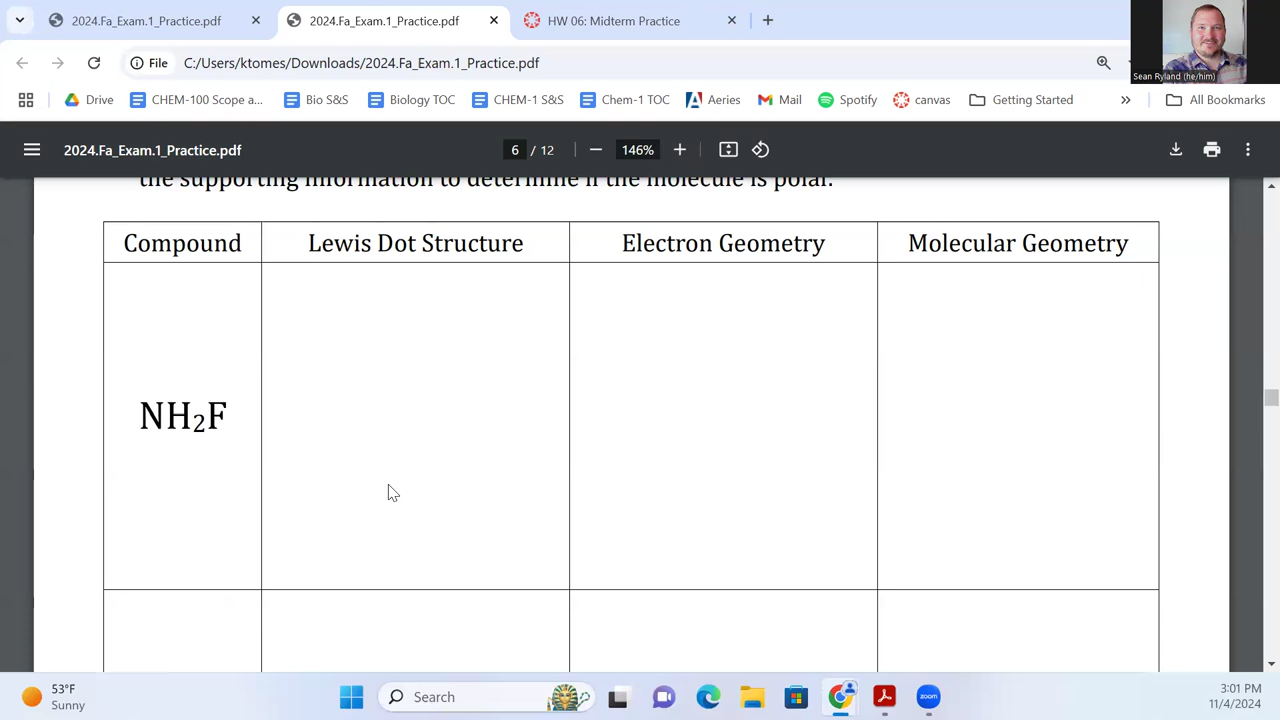 2024.Fa_Exam.1_Practice.pdf
2024.Fa_Exam.1_Practice.pdf
HW 06: Midterm Practice
File
C:/Users/ktomes/Downloads/2024.Fa_Exam.1_Practice.pdf
Sean Ryland (he/him)
Drive
CHEM-100 Scope a...
Bio S&S
Biology TOC
CHEM-1 S&S
Chem-1 TOC
Aeries
Mail
Spotify
canvas
Getting Started
All Bookmarks
2024.Fa_Exam.1_Practice.pdf
6 / 12
146%
the supporting information to determine if the molecule is polar.
Compound
Lewis Dot Structure
Electron Geometry
Molecular Geometry
NH₂F
53°F
Sunny
Search
zoom
3:01 PM
11/4/2024